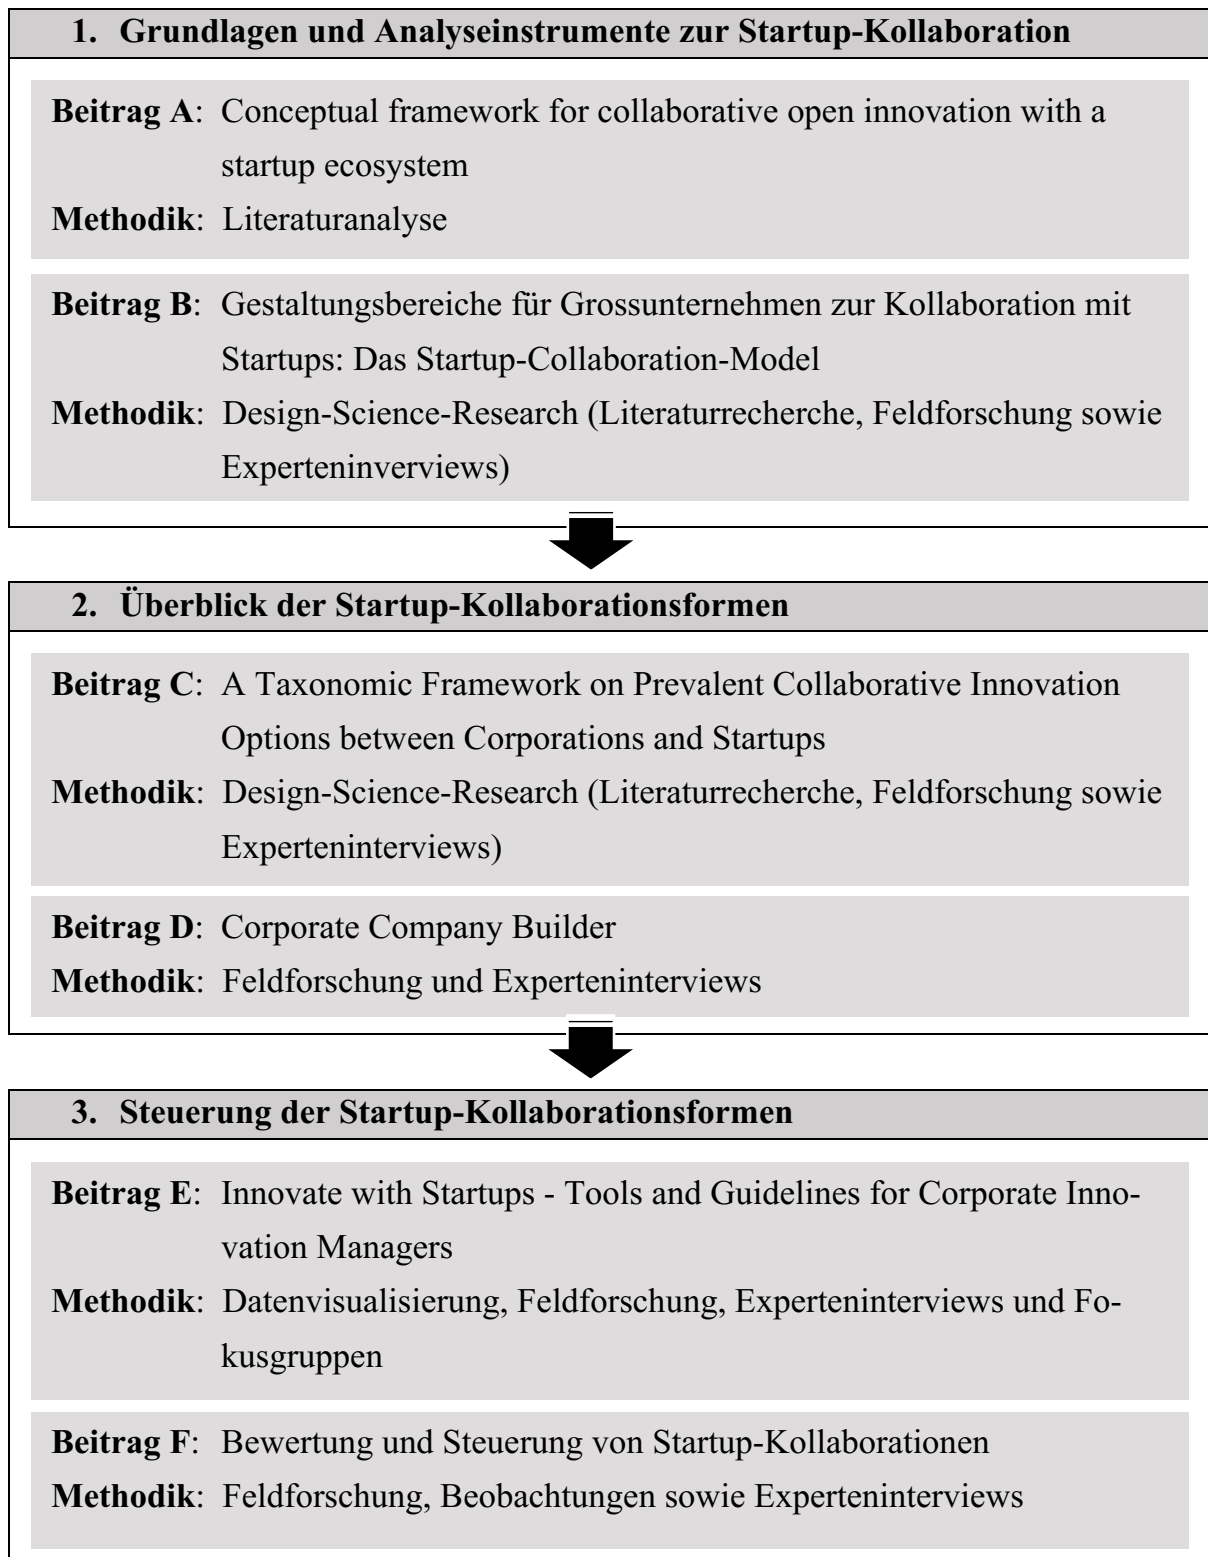 1. Grundlagen und Analyseinstrumente zur Startup-Kollaboration
Beitrag A: Conceptual framework for collaborative open innovation with a
startup ecosystem
Methodik: Literaturanalyse
Beitrag B: Gestaltungsbereiche für Grossunternehmen zur Kollaboration mit
Startups: Das Startup-Collaboration-Model
Methodik: Design-Science-Research (Literaturrecherche, Feldforschung sowie
Experteninverviews)
2. Überblick der Startup-Kollaborationsformen
Beitrag C: A Taxonomic Framework on Prevalent Collaborative Innovation
Options between Corporations and Startups
Methodik: Design-Science-Research (Literaturrecherche, Feldforschung sowie
Experteninterviews)
Beitrag D: Corporate Company Builder
Methodik: Feldforschung und Experteninterviews
3. Steuerung der Startup-Kollaborationsformen
Beitrag E: Innovate with Startups - Tools and Guidelines for Corporate Inno-
vation Managers
Methodik: Datenvisualisierung, Feldforschung, Experteninterviews und Fo-
kusgruppen
Beitrag F: Bewertung und Steuerung von Startup-Kollaborationen
Methodik: Feldforschung, Beobachtungen sowie Experteninterviews